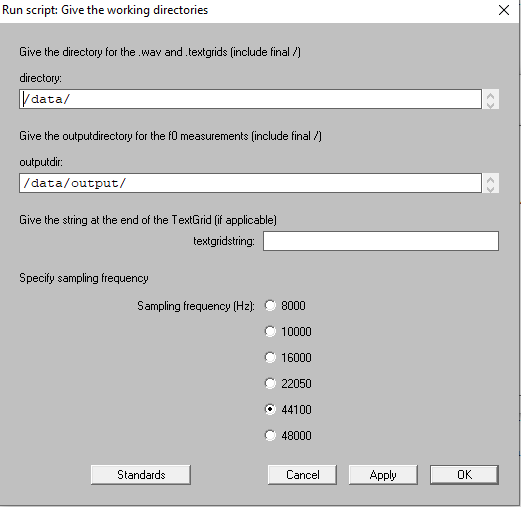 Run script: Give the working directories
Give the directory for the .wav and .textgrids (include final /)
directory:
/data/
Give the outputdirectory for the f0 measurements (include final /)
outputdir:
/data/output/
Give the string at the end of the TextGrid (if applicable)
textgridstring:
Specify sampling frequency
Sampling frequency (Hz): 8000
10000
16000
22050
44100
48000
Standards Cancel Apply OK